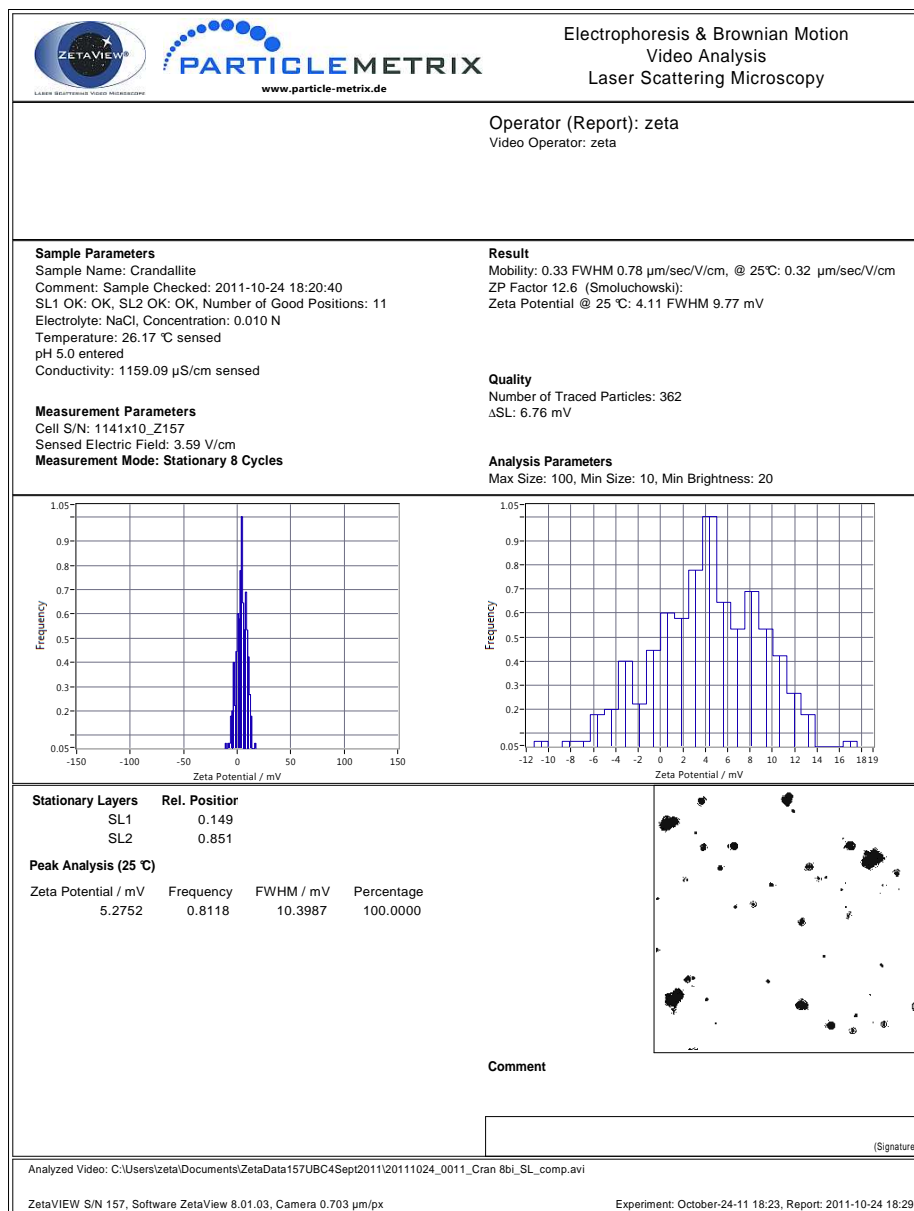 ZETAVIEW®
LASER SCATTERING VIDEO MICROSCOPE
PARTICLEMETRIX
www.particle-metrix.de
Electrophoresis & Brownian Motion
Video Analysis
Laser Scattering Microscopy
Operator (Report): zeta
Video Operator: zeta
Sample Parameters
Sample Name: Crandallite
Comment: Sample Checked: 2011-10-24 18:20:40
SL1 OK: OK, SL2 OK: OK, Number of Good Positions: 11
Electrolyte: NaCl, Concentration: 0.010 N
Temperature: 26.17 °C sensed
pH 5.0 entered
Conductivity: 1159.09 µS/cm sensed
Measurement Parameters
Cell S/N: 1141x10_Z157
Sensed Electric Field: 3.59 V/cm
Measurement Mode: Stationary 8 Cycles
Result
Mobility: 0.33 FWHM 0.78 µm/sec/V/cm, @ 25°C: 0.32 µm/sec/V/cm
ZP Factor 12.6 (Smoluchowski):
Zeta Potential @ 25 °C: 4.11 FWHM 9.77 mV
Quality
Number of Traced Particles: 362
ΔSL: 6.76 mV
Analysis Parameters
Max Size: 100, Min Size: 10, Min Brightness: 20
1.05
0.9
0.8
0.7
0.6
0.5
0.4
0.3
0.2
0.05
Frequency
-150 -100 -50 0 50 100 150
Zeta Potential / mV
1.05
0.9
0.8
0.7
0.6
0.5
0.4
0.3
0.2
0.05
Frequency
-12 -10 -8 -6 -4 -2 0 2 4 6 8 10 12 14 16 18 19
Zeta Potential / mV
Stationary Layers Rel. Position
SL1 0.149
SL2 0.851
Peak Analysis (25 °C)
Zeta Potential / mV Frequency FWHM / mV Percentage
5.2752 0.8118 10.3987 100.0000
Comment
(Signature
Analyzed Video: C:\Users\zeta\Documents\ZetaData157UBC4Sept2011\20111024_0011_Cran 8bi_SL_comp.avi
ZetaVIEW S/N 157, Software ZetaView 8.01.03, Camera 0.703 µm/px
Experiment: October-24-11 18:23, Report: 2011-10-24 18:29